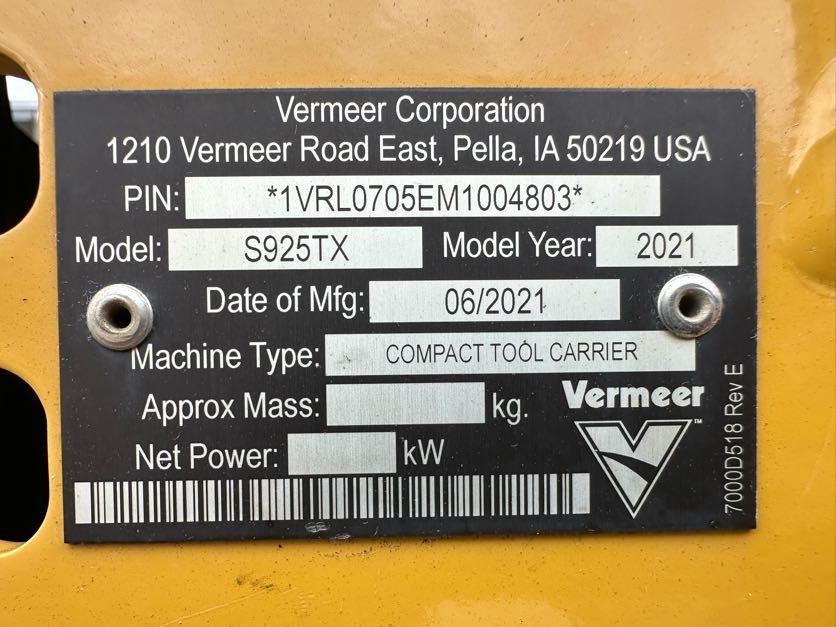 Vermeer Corporation
1210 Vermeer Road East, Pella, IA 50219 USA
PIN: *1VRL0705EM1004803*
Model: S925TX Model Year: 2021
Date of Mfg: 06/2021
Machine Type: COMPACT TOOL CARRIER
Approx Mass: kg.
Net Power: kW
Vermeer
™
7000D518 Rev E